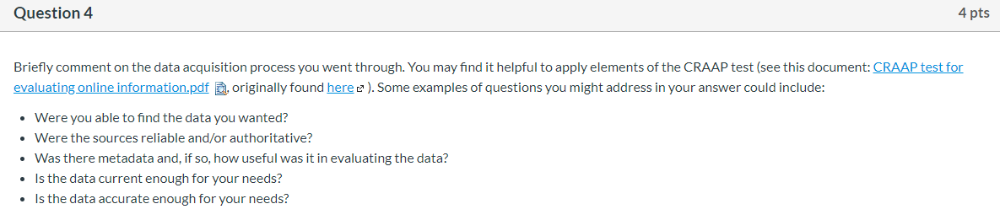 Question 4 4 pts
Briefly comment on the data acquisition process you went through. You may find it helpful to apply elements of the CRAAP test (see this document: CRAAP test for
evaluating online information.pdf , originally found here ). Some examples of questions you might address in your answer could include:
• Were you able to find the data you wanted?
• Were the sources reliable and/or authoritative?
• Was there metadata and, if so, how useful was it in evaluating the data?
• Is the data current enough for your needs?
• Is the data accurate enough for your needs?